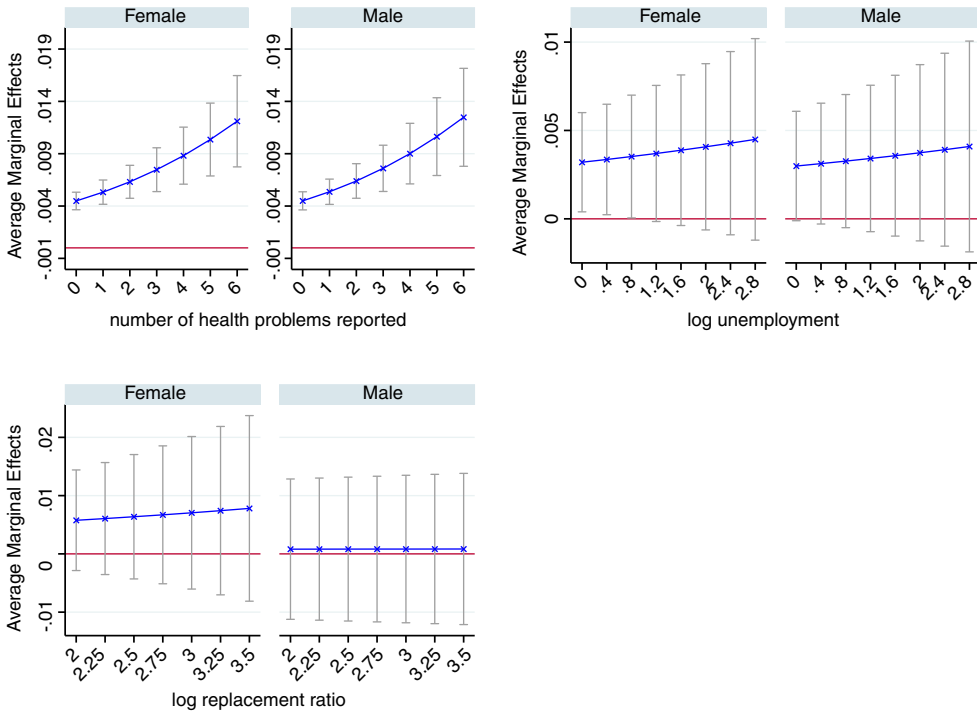 Female Male
Average Marginal Effects
.019
.014
.009
.004
-.001
0 1 2 3 4 5 6
0 1 2 3 4 5 6
number of health problems reported
Female Male
Average Marginal Effects
.01
.005
0
0 .4 .8 1.2 1.6 2 2.4 2.8
0 .4 .8 1.2 1.6 2 2.4 2.8
log unemployment
Female Male
Average Marginal Effects
.02
.01
0
-.01
2 2.25 2.5 2.75 3 3.25 3.5
2 2.25 2.5 2.75 3 3.25 3.5
log replacement ratio